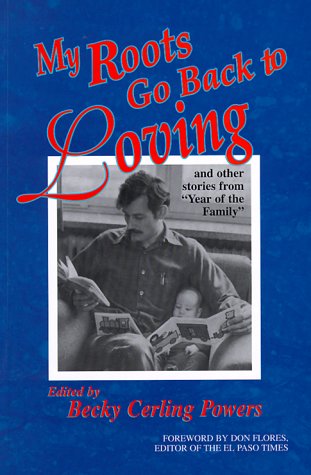 My Roots
Go Back to
Loving
and other
stories from
"Year of the
Family"
Edited by
Becky Cerling Powers
FOREWORD BY DON FLORES,
EDITOR OF THE EL PASO TIMES